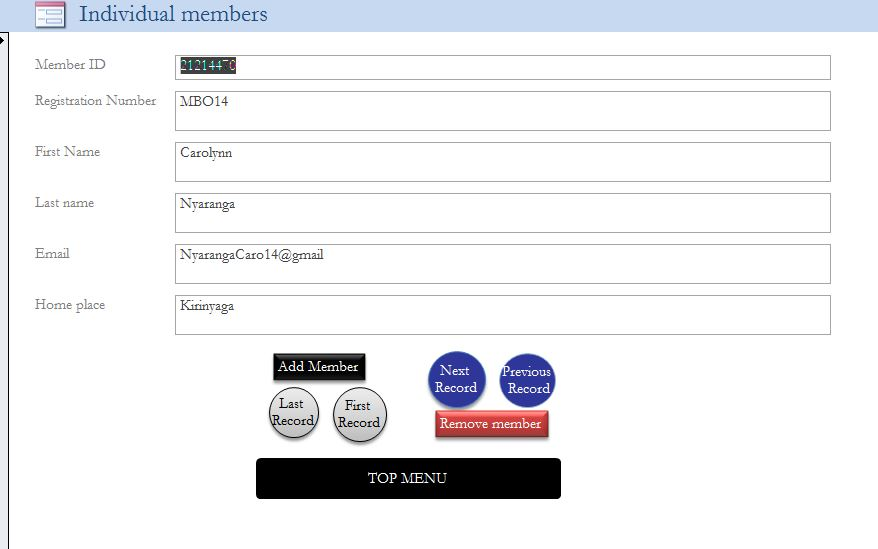 Individual members
Member ID
21214470
Registration Number
MBO14
First Name
Carolynn
Last name
Nyaranga
Email
NyarangaCaro14@gmail
Home place
Kirinyaga
Add Member
Next
Record
Previous
Record
Last
Record
First
Record
Remove member
TOP MENU